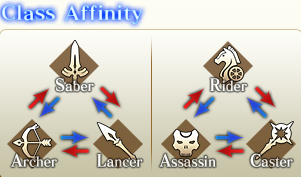 Class Affinity
Saber
Rider
Archer
Lancer
Assassin
Caster